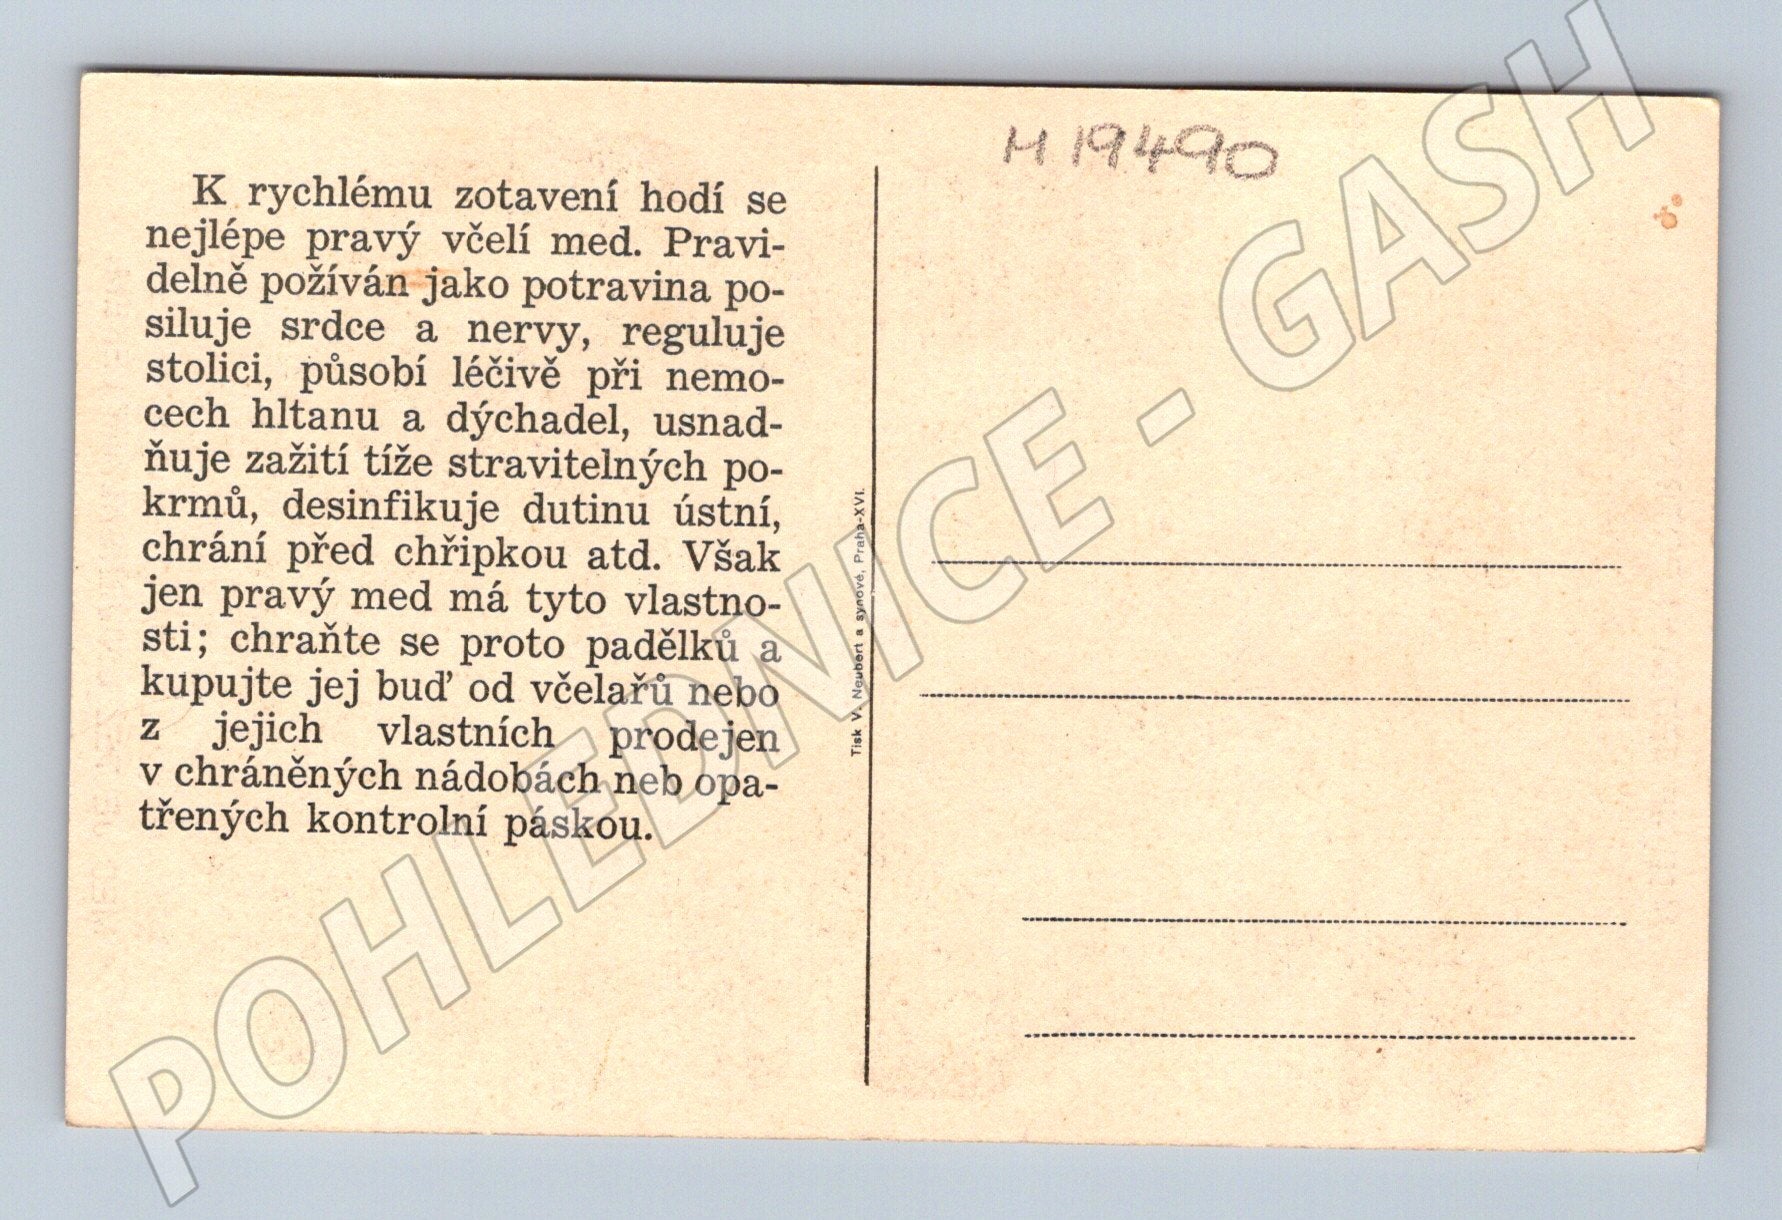 K rychlému zotavení hodí se
nejlépe pravý včelí med. Pravi-
delně požíván jako potravina po-
siluje srdce a nervy, reguluje
stolici, působí léčivě při nemo-
cech hltanu a dýchadel, usnad-
ňuje zažití tíže stravitelných po-
krmů, desinfikuje dutinu ústní,
chrání před chřipkou atd. Však
jen pravý med má tyto vlastno-
sti; chraňte se proto padělků a
kupujte jej buď od včelařů nebo
z jejich vlastních prodejen
v chráněných nádobách neb opa-
třených kontrolní páskou.
Tisk V. Neubert a synové, Praha-XVI.
H 19490
POHLEDNICE - GASH